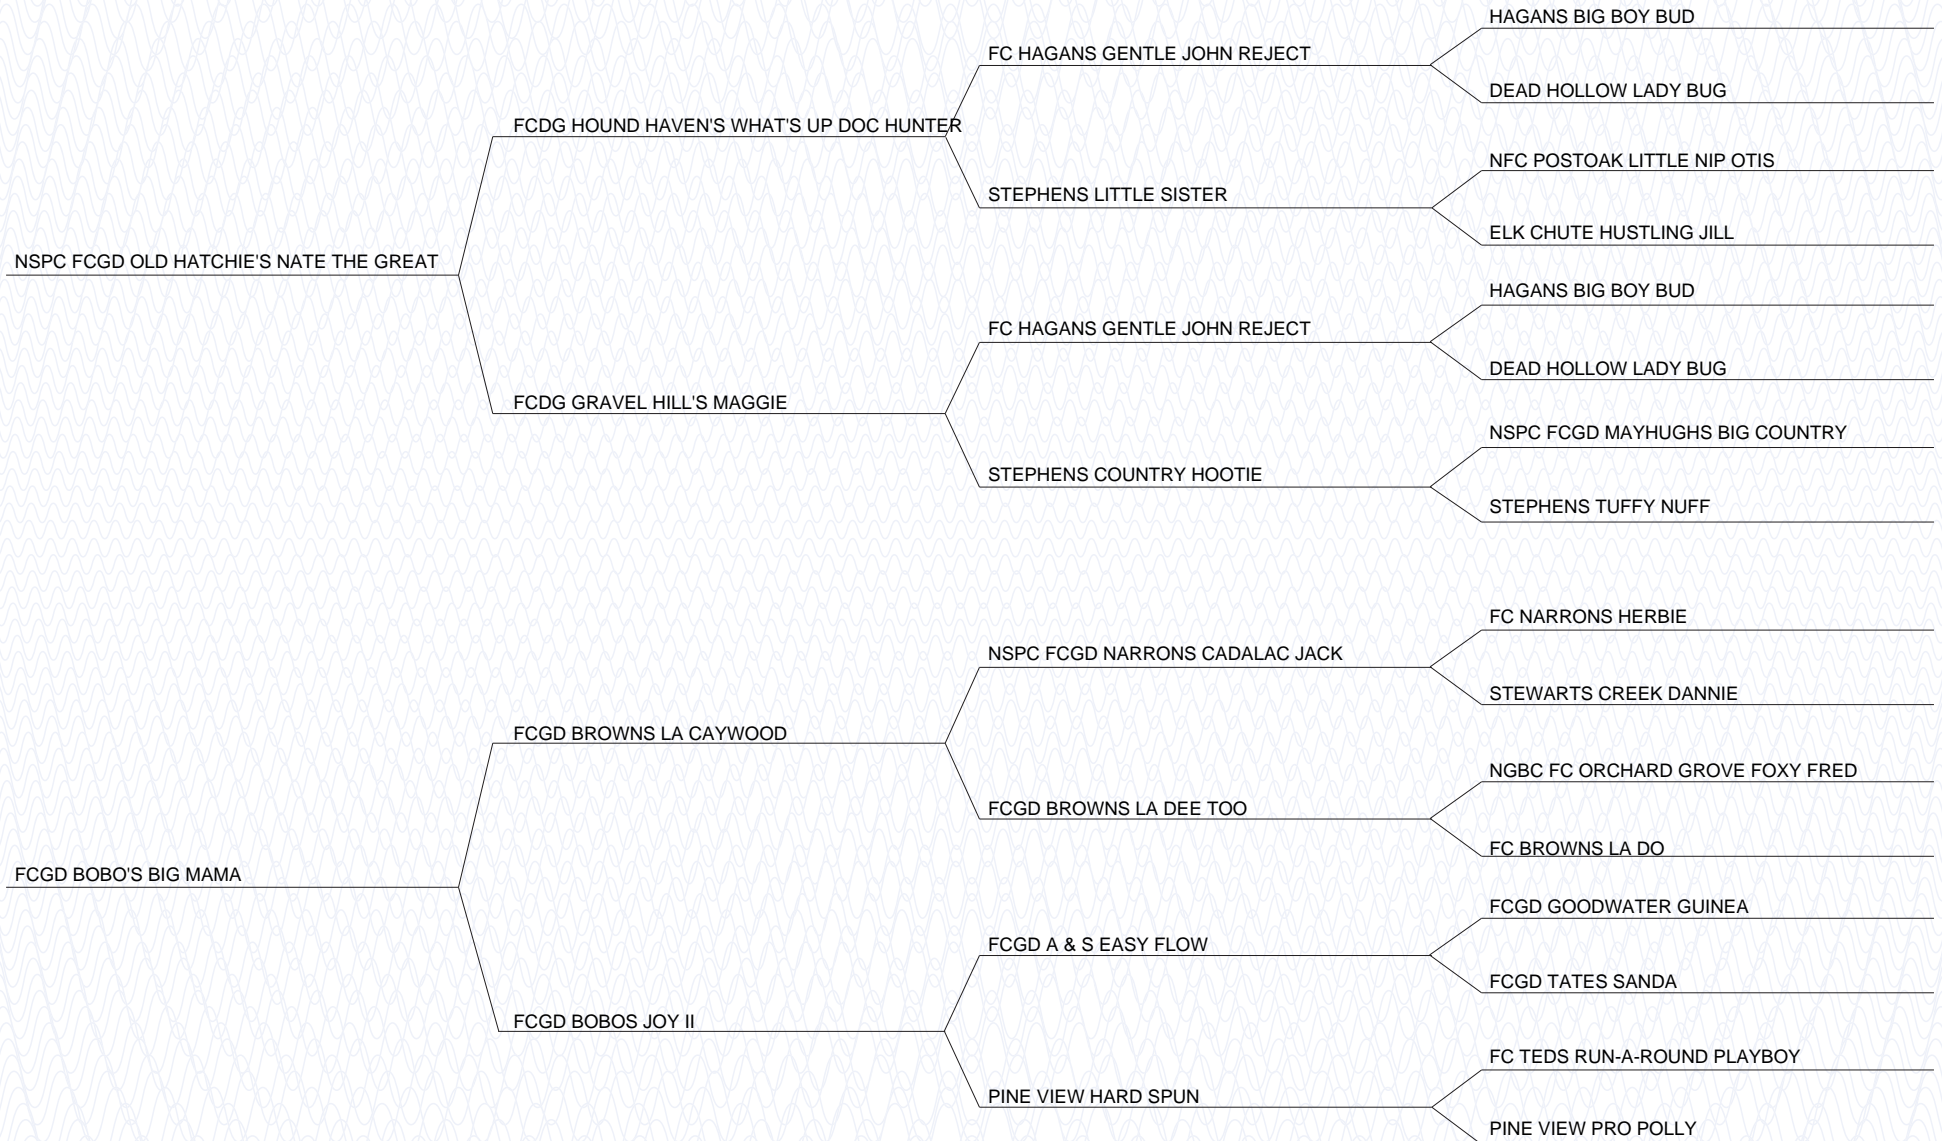 HAGANS BIG BOY BUD
FC HAGANS GENTLE JOHN REJECT
DEAD HOLLOW LADY BUG
FCDG HOUND HAVEN'S WHAT'S UP DOC HUNTER
NFC POSTOAK LITTLE NIP OTIS
STEPHENS LITTLE SISTER
ELK CHUTE HUSTLING JILL
NSPC FCGD OLD HATCHIE'S NATE THE GREAT
HAGANS BIG BOY BUD
FC HAGANS GENTLE JOHN REJECT
DEAD HOLLOW LADY BUG
FCDG GRAVEL HILL'S MAGGIE
NSPC FCGD MAYHUGHS BIG COUNTRY
STEPHENS COUNTRY HOOTIE
STEPHENS TUFFY NUFF
FC NARRONS HERBIE
NSPC FCGD NARRONS CADALAC JACK
STEWARTS CREEK DANNIE
FCGD BROWNS LA CAYWOOD
NGBC FC ORCHARD GROVE FOXY FRED
FCGD BROWNS LA DEE TOO
FC BROWNS LA DO
FCGD BOBO'S BIG MAMA
FCGD GOODWATER GUINEA
FCGD A & S EASY FLOW
FCGD TATES SANDA
FCGD BOBOS JOY II
FC TEDS RUN-A-ROUND PLAYBOY
PINE VIEW HARD SPUN
PINE VIEW PRO POLLY